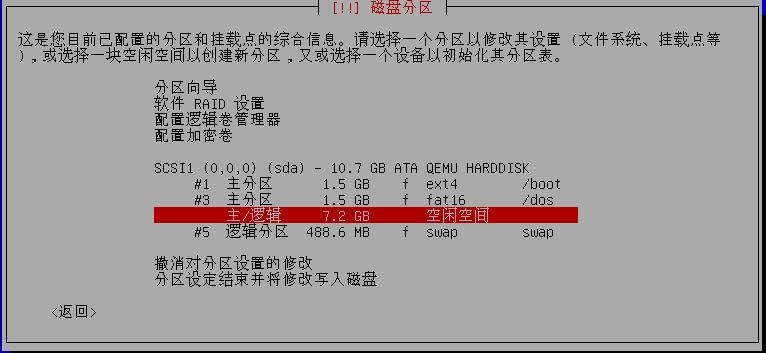 [!!] 磁盘分区
这是您目前已配置的分区和挂载点的综合信息。请选择一个分区以修改其设置 (文件系统、挂载点等
),或选择一块空闲空间以创建新分区,又或选择一个设备以初始化其分区表。
分区向导
软件 RAID 设置
配置逻辑卷管理器
配置加密卷
SCSI1 (0,0,0) (sda) - 10.7 GB ATA QEMU HARDDISK
#1 主分区 1.5 GB f ext4 /boot
#3 主分区 1.5 GB f fat16 /dos
主/逻辑 7.2 GB 空闲空间
#5 逻辑分区 488.6 MB f swap swap
撤消对分区设置的修改
分区设定结束并将修改写入磁盘
<返回>